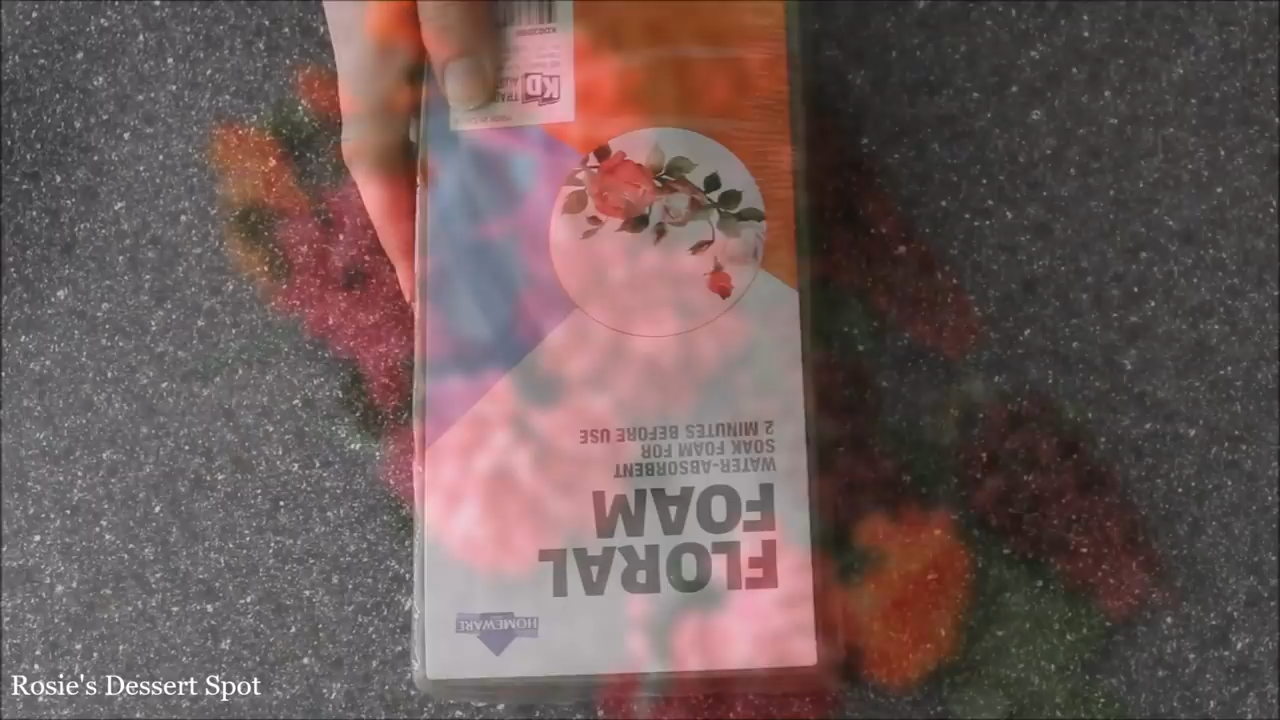 FLORAL
FOAM
WATER-ABSORBENT
SOAK FOAM FOR
2 MINUTES BEFORE USE
HOMEWARE
KD
Rosie's Dessert Spot